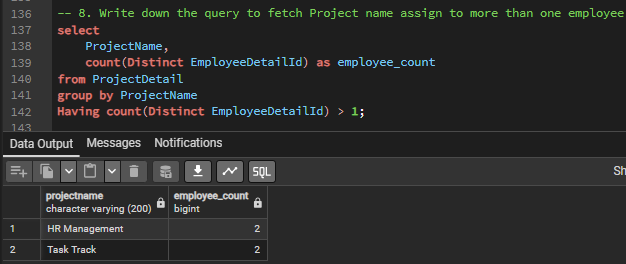 136 -- 8. Write down the query to fetch Project name assign to more than one employee
137 select
138 ProjectName,
139 count(Distinct EmployeeDetailId) as employee_count
140 from ProjectDetail
141 group by ProjectName
142 Having count(Distinct EmployeeDetailId) > 1;
143
Data Output Messages Notifications
SQL
projectname employee_count
character varying (200) bigint
1 HR Management 2
2 Task Track 2